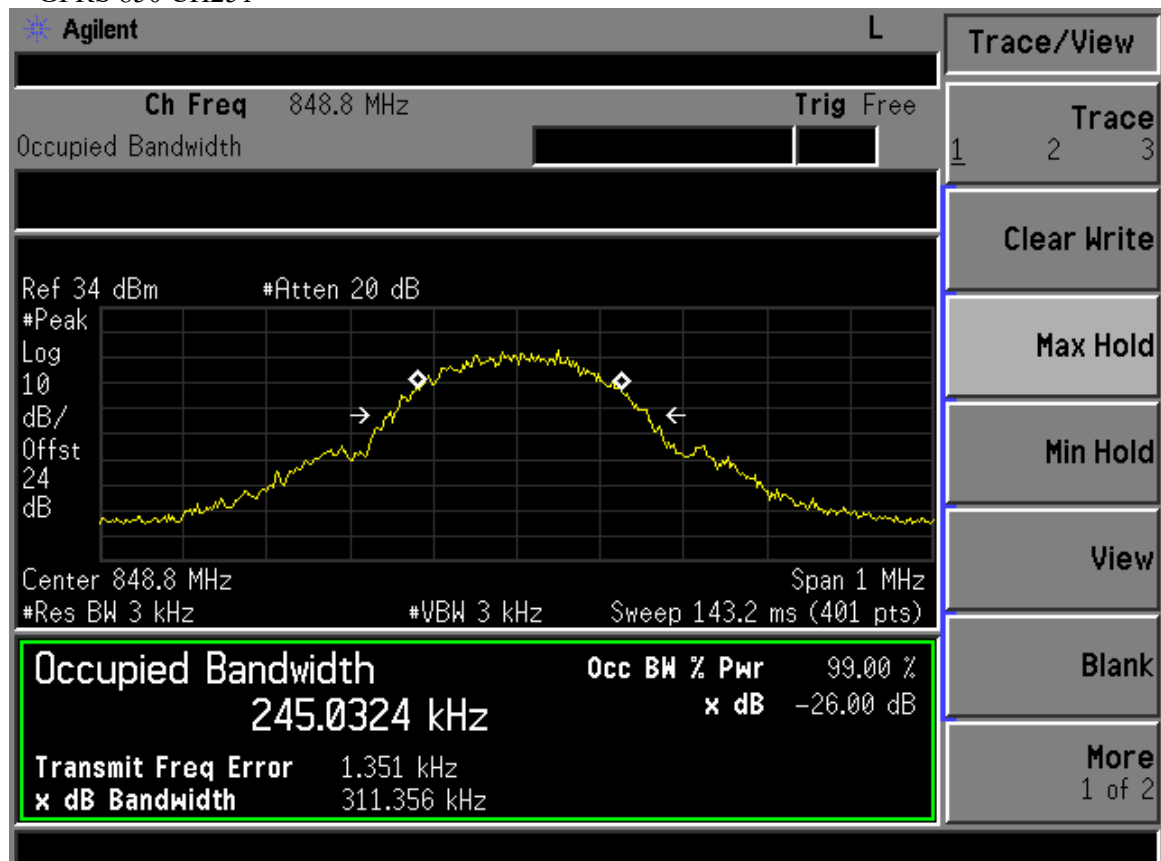 Agilent L
Trace/View
Ch Freq 848.8 MHz Trig Free
Occupied Bandwidth
Trace
1 2 3
Clear Write
Ref 34 dBm #Atten 20 dB
#Peak
Log
10
dB/
Offst
24
dB
Max Hold
Min Hold
Center 848.8 MHz Span 1 MHz
#Res BW 3 kHz #VBW 3 kHz Sweep 143.2 ms (401 pts)
View
Occupied Bandwidth Occ BW % Pwr 99.00 %
245.0324 kHz x dB -26.00 dB
Transmit Freq Error 1.351 kHz
x dB Bandwidth 311.356 kHz
Blank
More
1 of 2